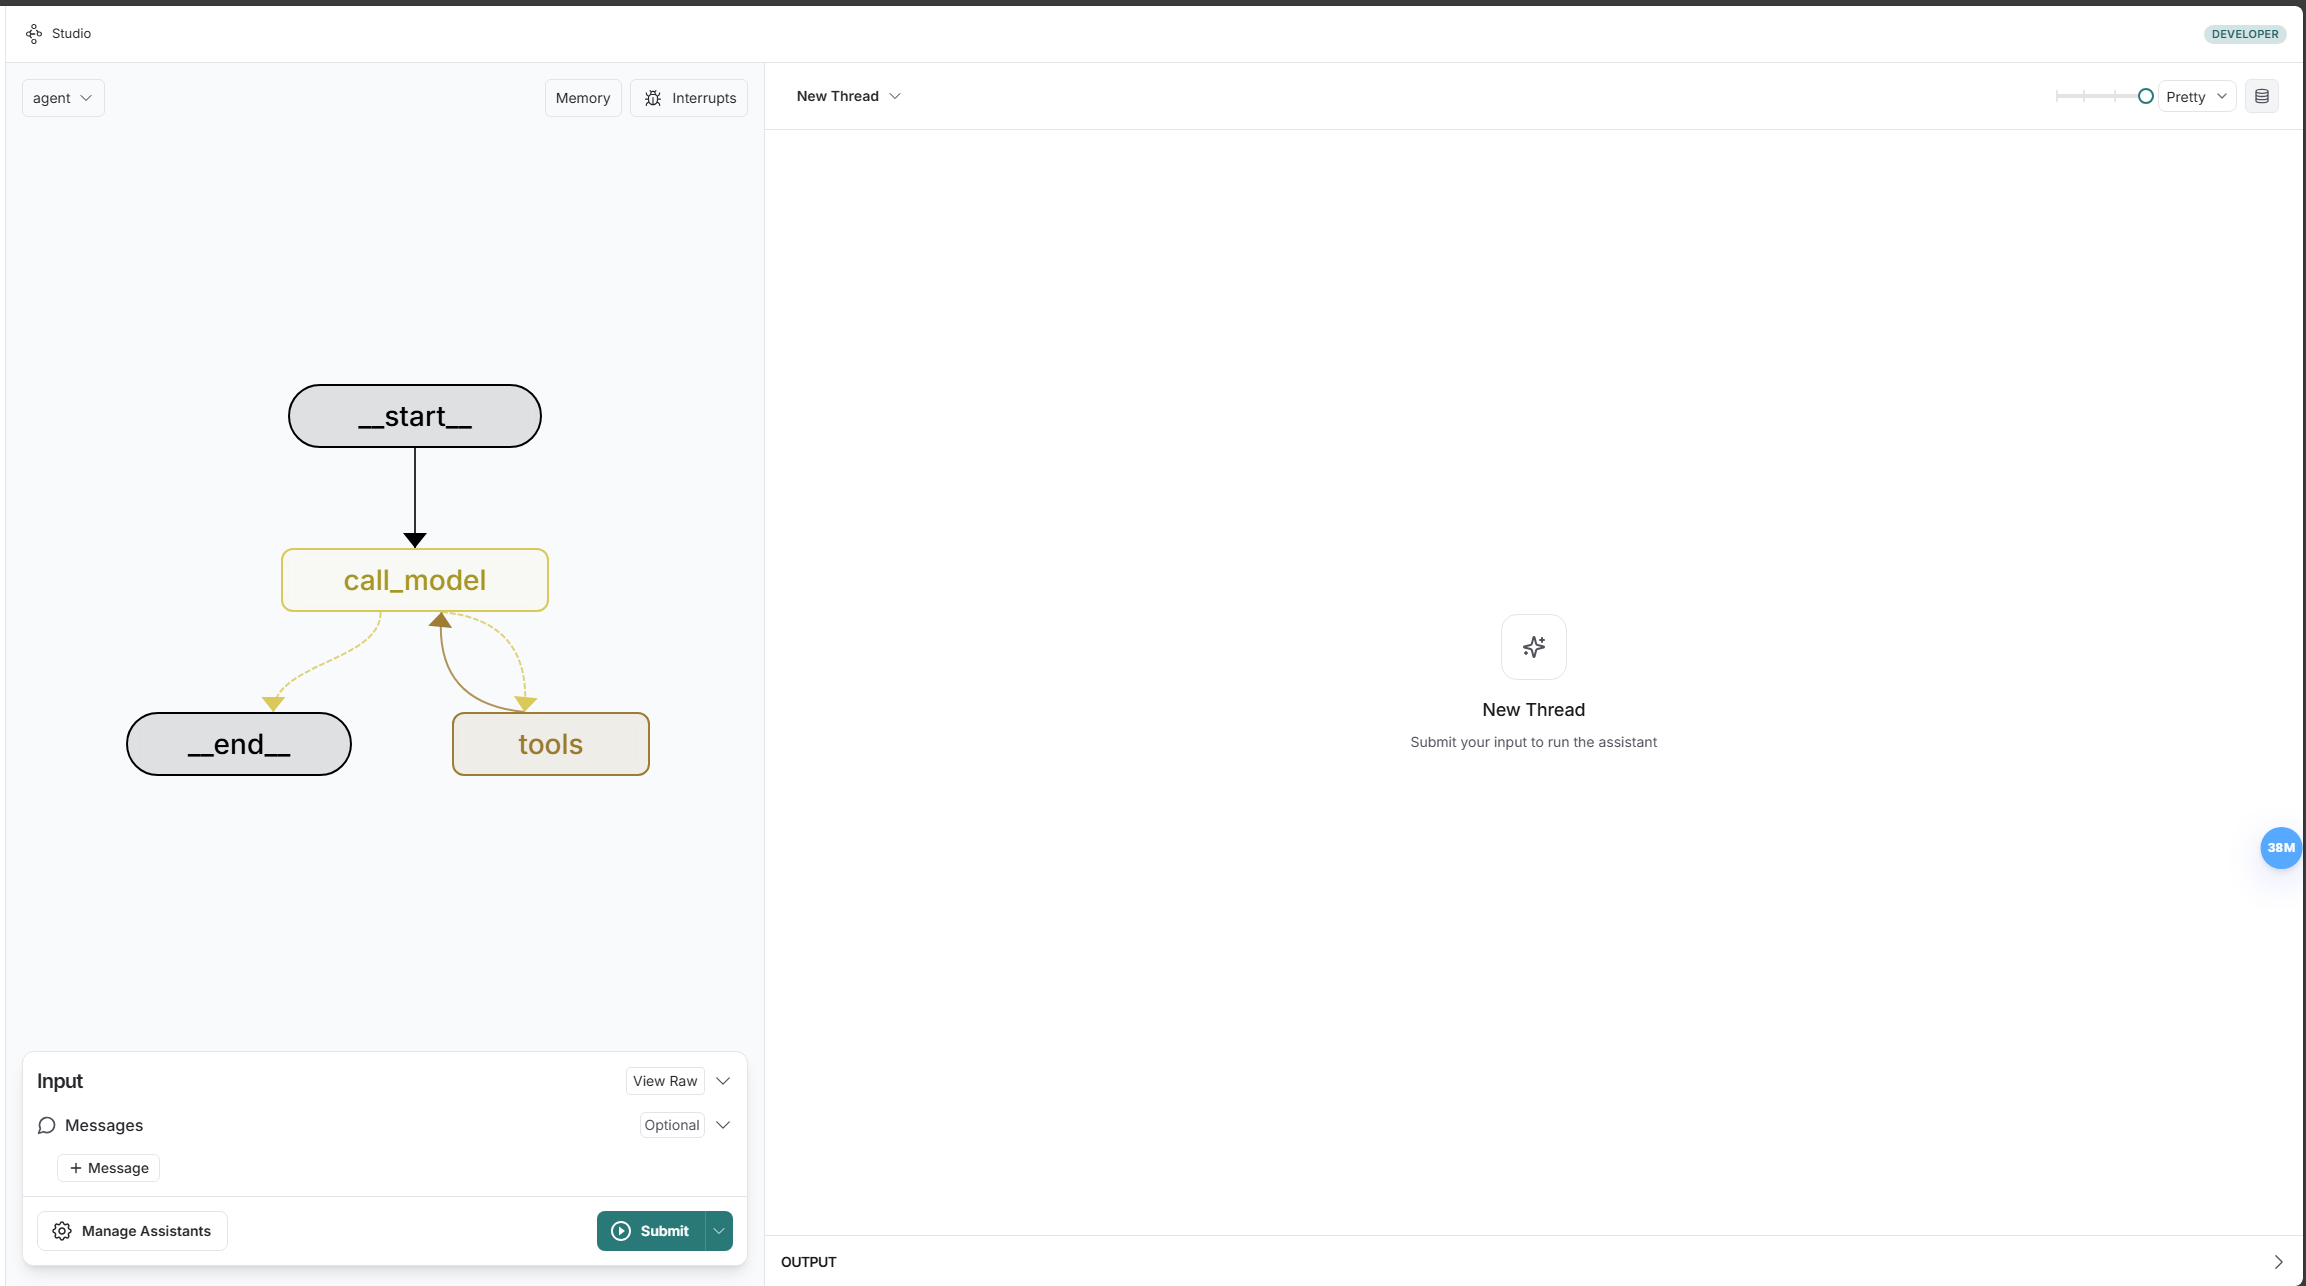 Studio
DEVELOPER
agent
Memory
Interrupts
New Thread
Pretty
__start__
call_model
__end__
tools
New Thread
Submit your input to run the assistant
38M
Input
View Raw
Messages
Optional
+ Message
Manage Assistants
Submit
OUTPUT